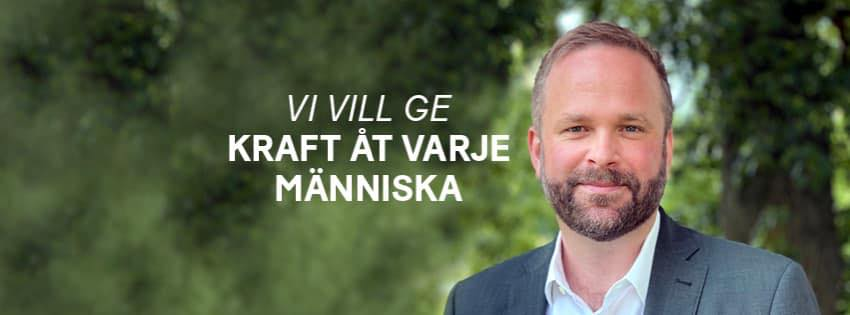 VI VILL GE
KRAFT ÅT VARJE
MÄNNISKA